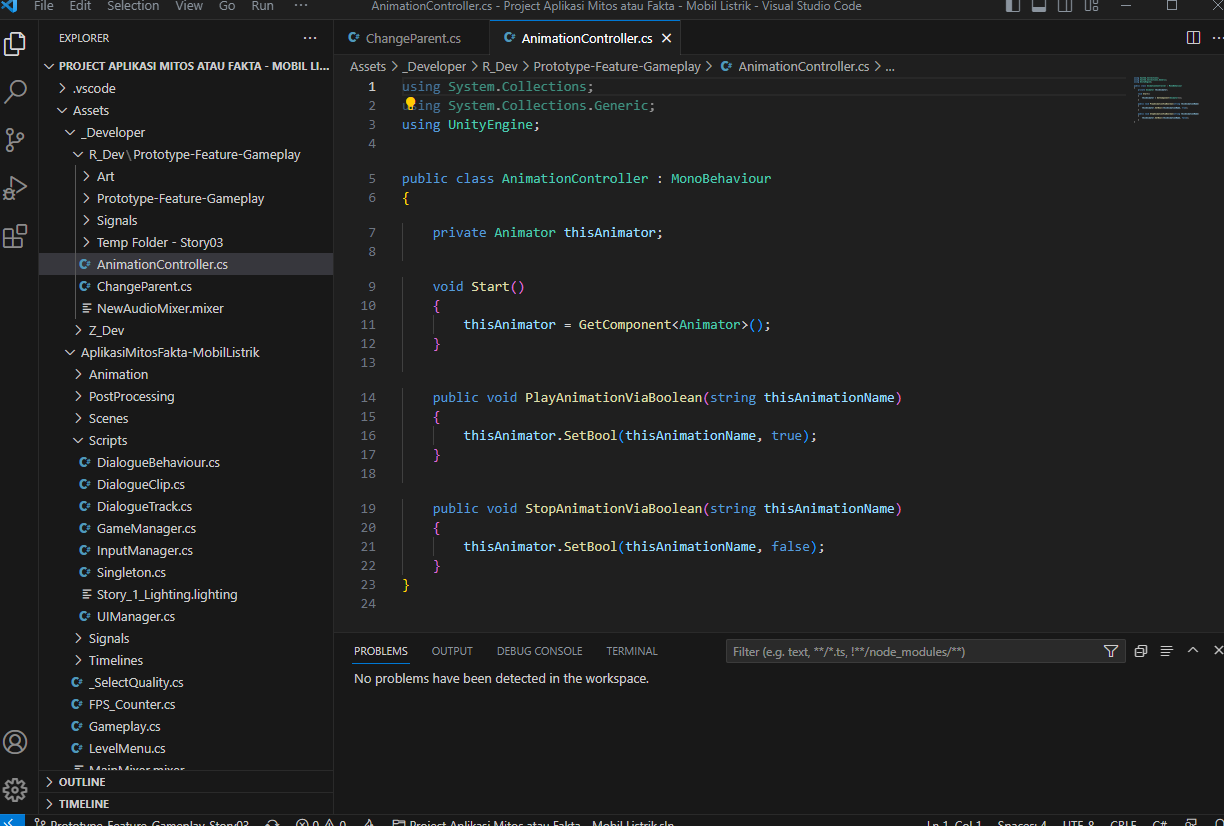 File Edit Selection View Go Run ··· AnimationController.cs - Project Aplikasi Mitos atau Fakta - Mobil Listrik - Visual Studio Code
EXPLORER ···
PROJECT APLIKASI MITOS ATAU FAKTA - MOBIL LI...
.vscode
Assets
_Developer
R_Dev\Prototype-Feature-Gameplay
Art
Prototype-Feature-Gameplay
Signals
Temp Folder - Story03
AnimationController.cs
ChangeParent.cs
NewAudioMixer.mixer
Z_Dev
AplikasiMitosFakta-MobilListrik
Animation
PostProcessing
Scenes
Scripts
DialogueBehaviour.cs
DialogueClip.cs
DialogueTrack.cs
GameManager.cs
InputManager.cs
Singleton.cs
Story_1_Lighting.lighting
UIManager.cs
Signals
Timelines
_SelectQuality.cs
FPS_Counter.cs
Gameplay.cs
LevelMenu.cs
MainMixer.mixer
OUTLINE
TIMELINE
ChangeParent.cs AnimationController.cs
Assets > _Developer > R_Dev > Prototype-Feature-Gameplay > AnimationController.cs > ...
1 using System.Collections;
2 using System.Collections.Generic;
3 using UnityEngine;
4
5 public class AnimationController : MonoBehaviour
6 {
7 private Animator thisAnimator;
8
9 void Start()
10 {
11 thisAnimator = GetComponent<Animator>();
12 }
13
14 public void PlayAnimationViaBoolean(string thisAnimationName)
15 {
16 thisAnimator.SetBool(thisAnimationName, true);
17 }
18
19 public void StopAnimationViaBoolean(string thisAnimationName)
20 {
21 thisAnimator.SetBool(thisAnimationName, false);
22 }
23 }
24
PROBLEMS OUTPUT DEBUG CONSOLE TERMINAL Filter (e.g. text, **/*.ts, !**/node_modules/**)
No problems have been detected in the workspace.
Prototype-Feature-Gameplay-Story03 0 0 Project Aplikasi Mitos atau Fakta - Mobil Listrik.sln Ln 1, Col 1 Spaces: 4 UTF-8 CRLF C#